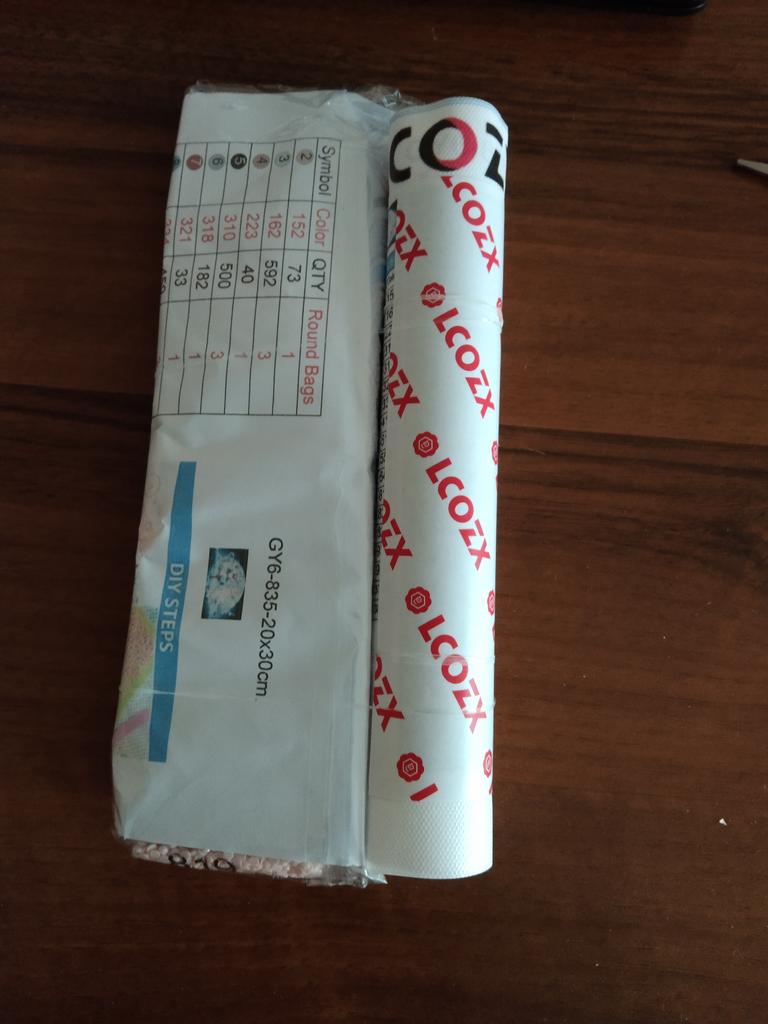 Symbol Color QTY Round Bags
2 152 73 1
3 162 592 3
4 223 40 1
5 310 500 3
6 318 182 1
7 321 33 1
GY6-835-20x30cm
DIY STEPS
LCOZX
LCOZX
LCOZX
LCOZX